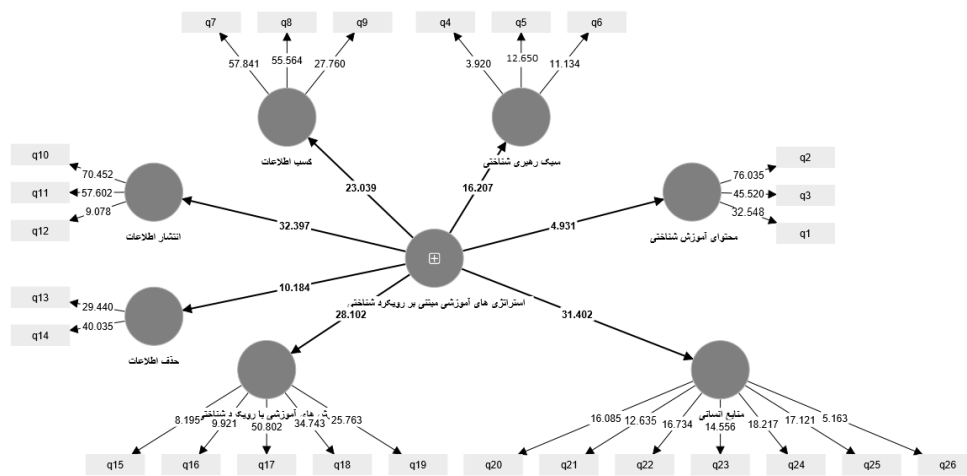 q7 q8 q9 q4 q5 q6
57.841 55.564 27.760 3.920 12.650 11.134
کسب اطلاعات
سبک رهبری شناختی
q10
q11
q12
70.452
57.602
9.078
انتشار اطلاعات
23.039
16.207
32.397
4.931
q2
q3
q1
76.035
45.520
32.548
محتوای آموزش شناختی
استراتژی های آموزشی مبتنی بر رویکرد شناختی
q13
q14
29.440
40.035
حذف اطلاعات
10.184
28.102
31.402
های آموزشی با رویکرد شناختی
8.195 9.921 50.802 34.743 25.763
q15 q16 q17 q18 q19
منابع انسانی
16.085 12.635 16.734 14.556 18.217 17.121 5.163
q20 q21 q22 q23 q24 q25 q26